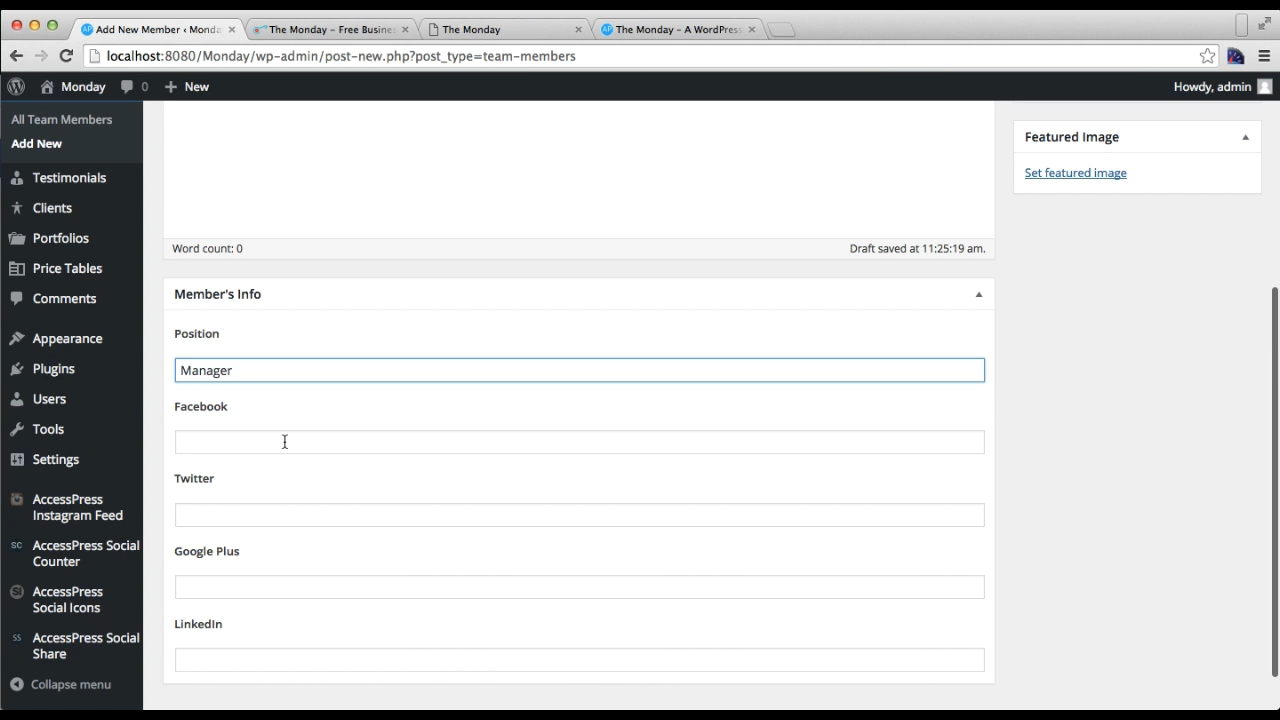 Add New Member ‹ Monda
The Monday – Free Busines
The Monday
The Monday – A WordPress
localhost:8080/Monday/wp-admin/post-new.php?post_type=team-members
Monday
0
New
Howdy, admin
All Team Members
Add New
Testimonials
Clients
Portfolios
Price Tables
Comments
Appearance
Plugins
Users
Tools
Settings
AccessPress
Instagram Feed
SC AccessPress Social
Counter
AccessPress
Social Icons
SS AccessPress Social
Share
Collapse menu
Word count: 0
Draft saved at 11:25:19 am.
Member's Info
Position
Manager
Facebook
Twitter
Google Plus
LinkedIn
Featured Image
Set featured image